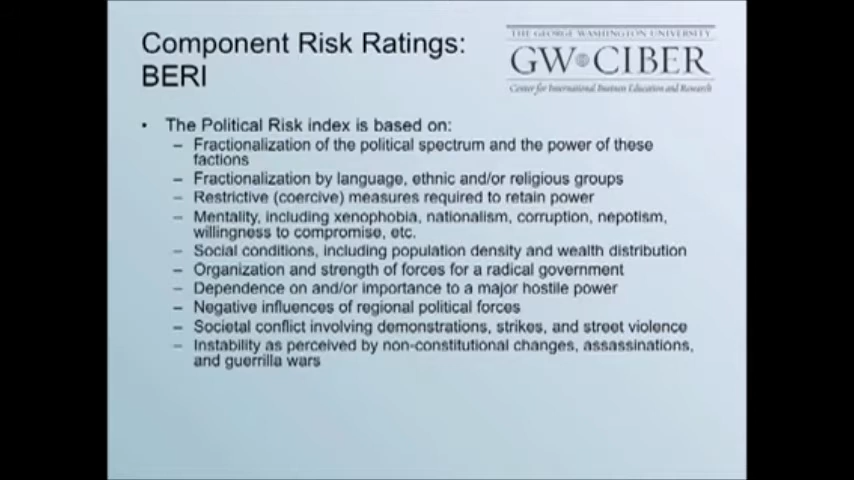 Component Risk Ratings:
BERI
THE GEORGE WASHINGTON UNIVERSITY
GW CIBER
Center for International Business Education and Research
• The Political Risk index is based on:
– Fractionalization of the political spectrum and the power of these
factions
– Fractionalization by language, ethnic and/or religious groups
– Restrictive (coercive) measures required to retain power
– Mentality, including xenophobia, nationalism, corruption, nepotism,
willingness to compromise, etc.
– Social conditions, including population density and wealth distribution
– Organization and strength of forces for a radical government
– Dependence on and/or importance to a major hostile power
– Negative influences of regional political forces
– Societal conflict involving demonstrations, strikes, and street violence
– Instability as perceived by non-constitutional changes, assassinations,
and guerrilla wars